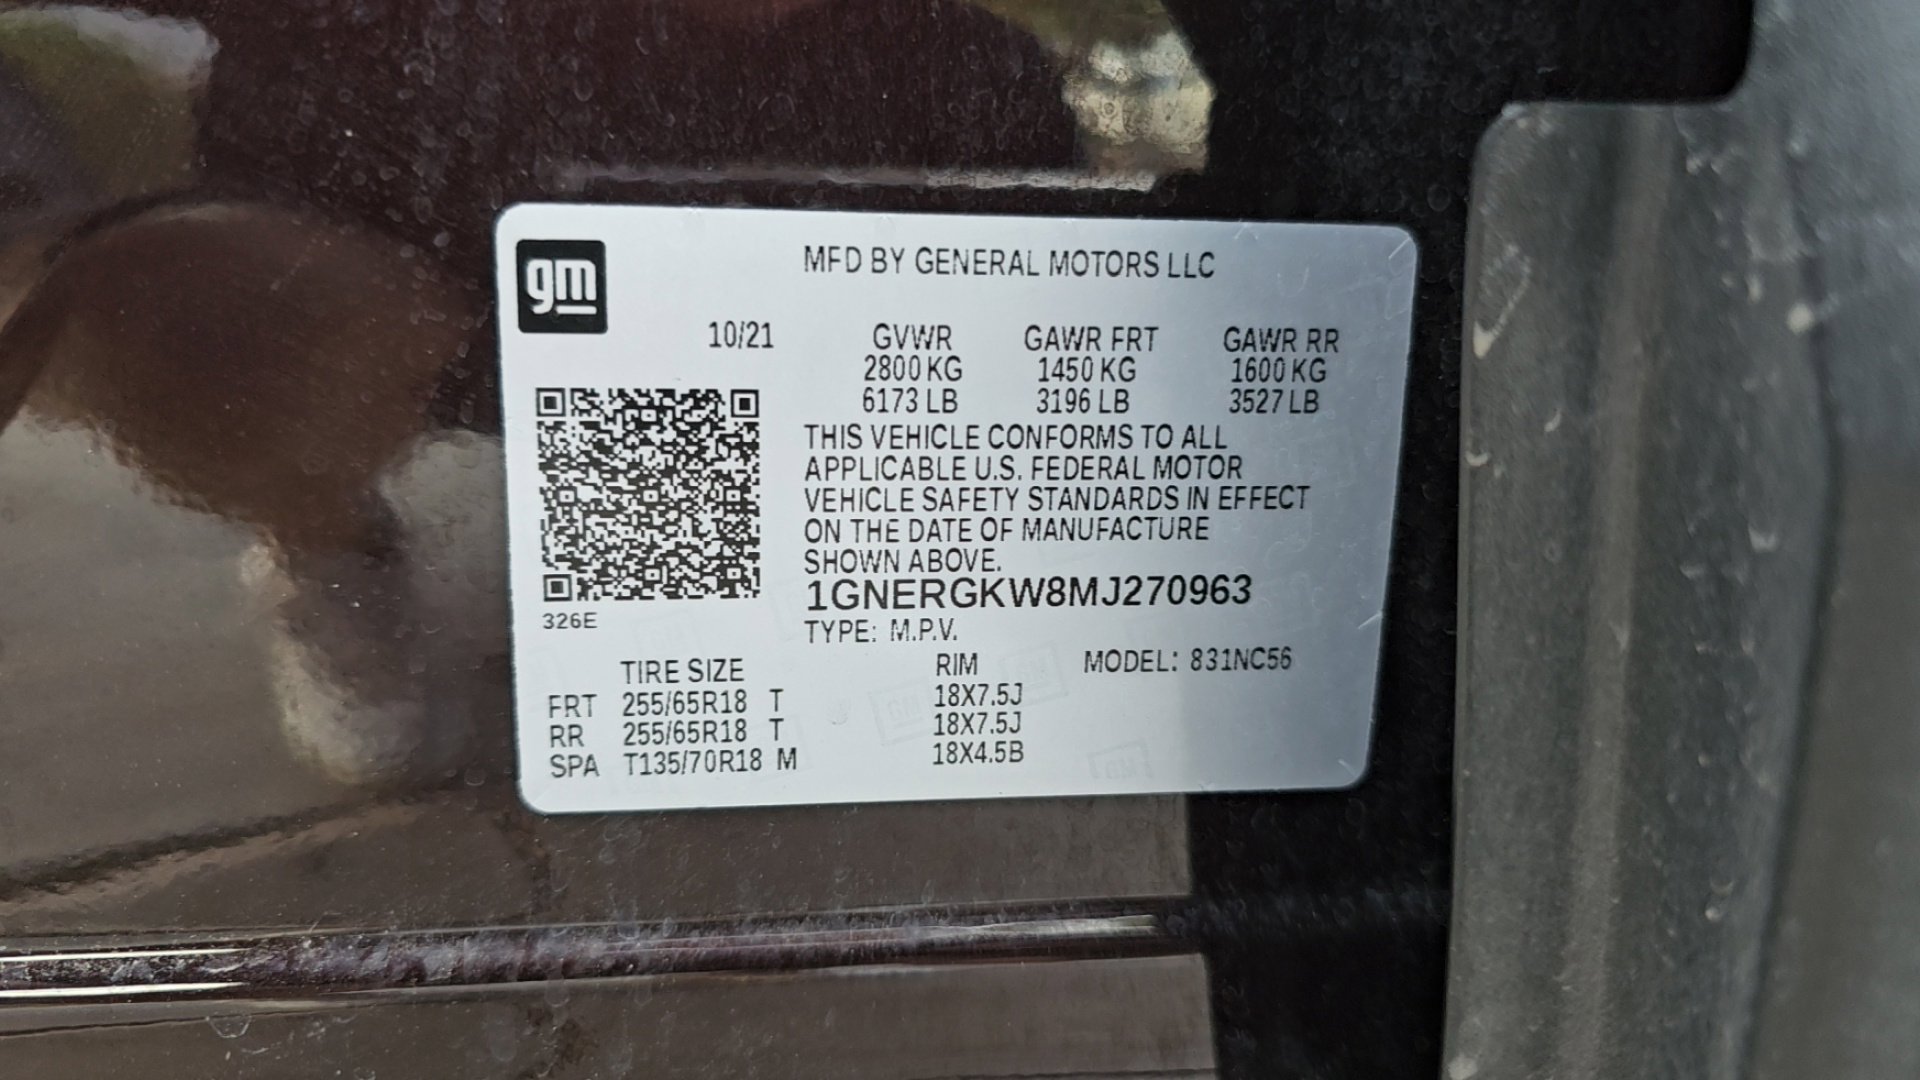 gm
MFD BY GENERAL MOTORS LLC
10/21 GVWR GAWR FRT GAWR RR
2800 KG 1450 KG 1600 KG
6173 LB 3196 LB 3527 LB
THIS VEHICLE CONFORMS TO ALL
APPLICABLE U.S. FEDERAL MOTOR
VEHICLE SAFETY STANDARDS IN EFFECT
ON THE DATE OF MANUFACTURE
SHOWN ABOVE.
1GNERGKW8MJ270963
326E
TYPE: M.P.V.
TIRE SIZE RIM MODEL: 831NC56
FRT 255/65R18 T 18X7.5J
RR 255/65R18 T 18X7.5J
SPA T135/70R18 M 18X4.5B